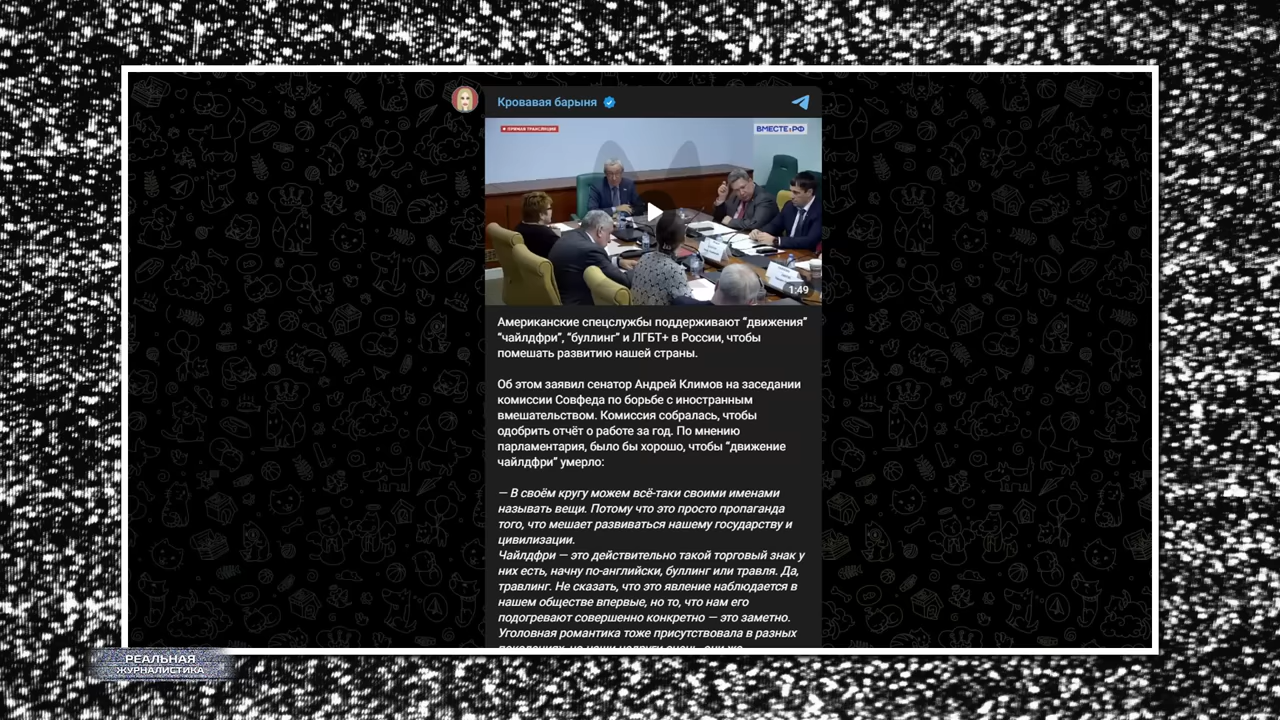 Кровавая барыня
ПРЯМАЯ ТРАНСЛЯЦИЯ
ВМЕСТЕ-РФ
1:49
Американские спецслужбы поддерживают “движения”
“чайлдфри”, “буллинг” и ЛГБТ+ в России, чтобы
помешать развитию нашей страны.
Об этом заявил сенатор Андрей Климов на заседании
комиссии Совфеда по борьбе с иностранным
вмешательством. Комиссия собралась, чтобы
одобрить отчёт о работе за год. По мнению
парламентария, было бы хорошо, чтобы “движение
чайлдфри” умерло:
— В своём кругу можем всё-таки своими именами
называть вещи. Потому что это просто пропаганда
того, что мешает развиваться нашему государству и
цивилизации.
Чайлдфри — это действительно такой торговый знак у
них есть, начну по-английски, буллинг или травля. Да,
травлинг. Не сказать, что это явление наблюдается в
нашем обществе впервые, но то, что нам его
подогревают совершенно конкретно — это заметно.
Уголовная романтика тоже присутствовала в разных
РЕАЛЬНАЯ
ЖУРНАЛИСТИКА